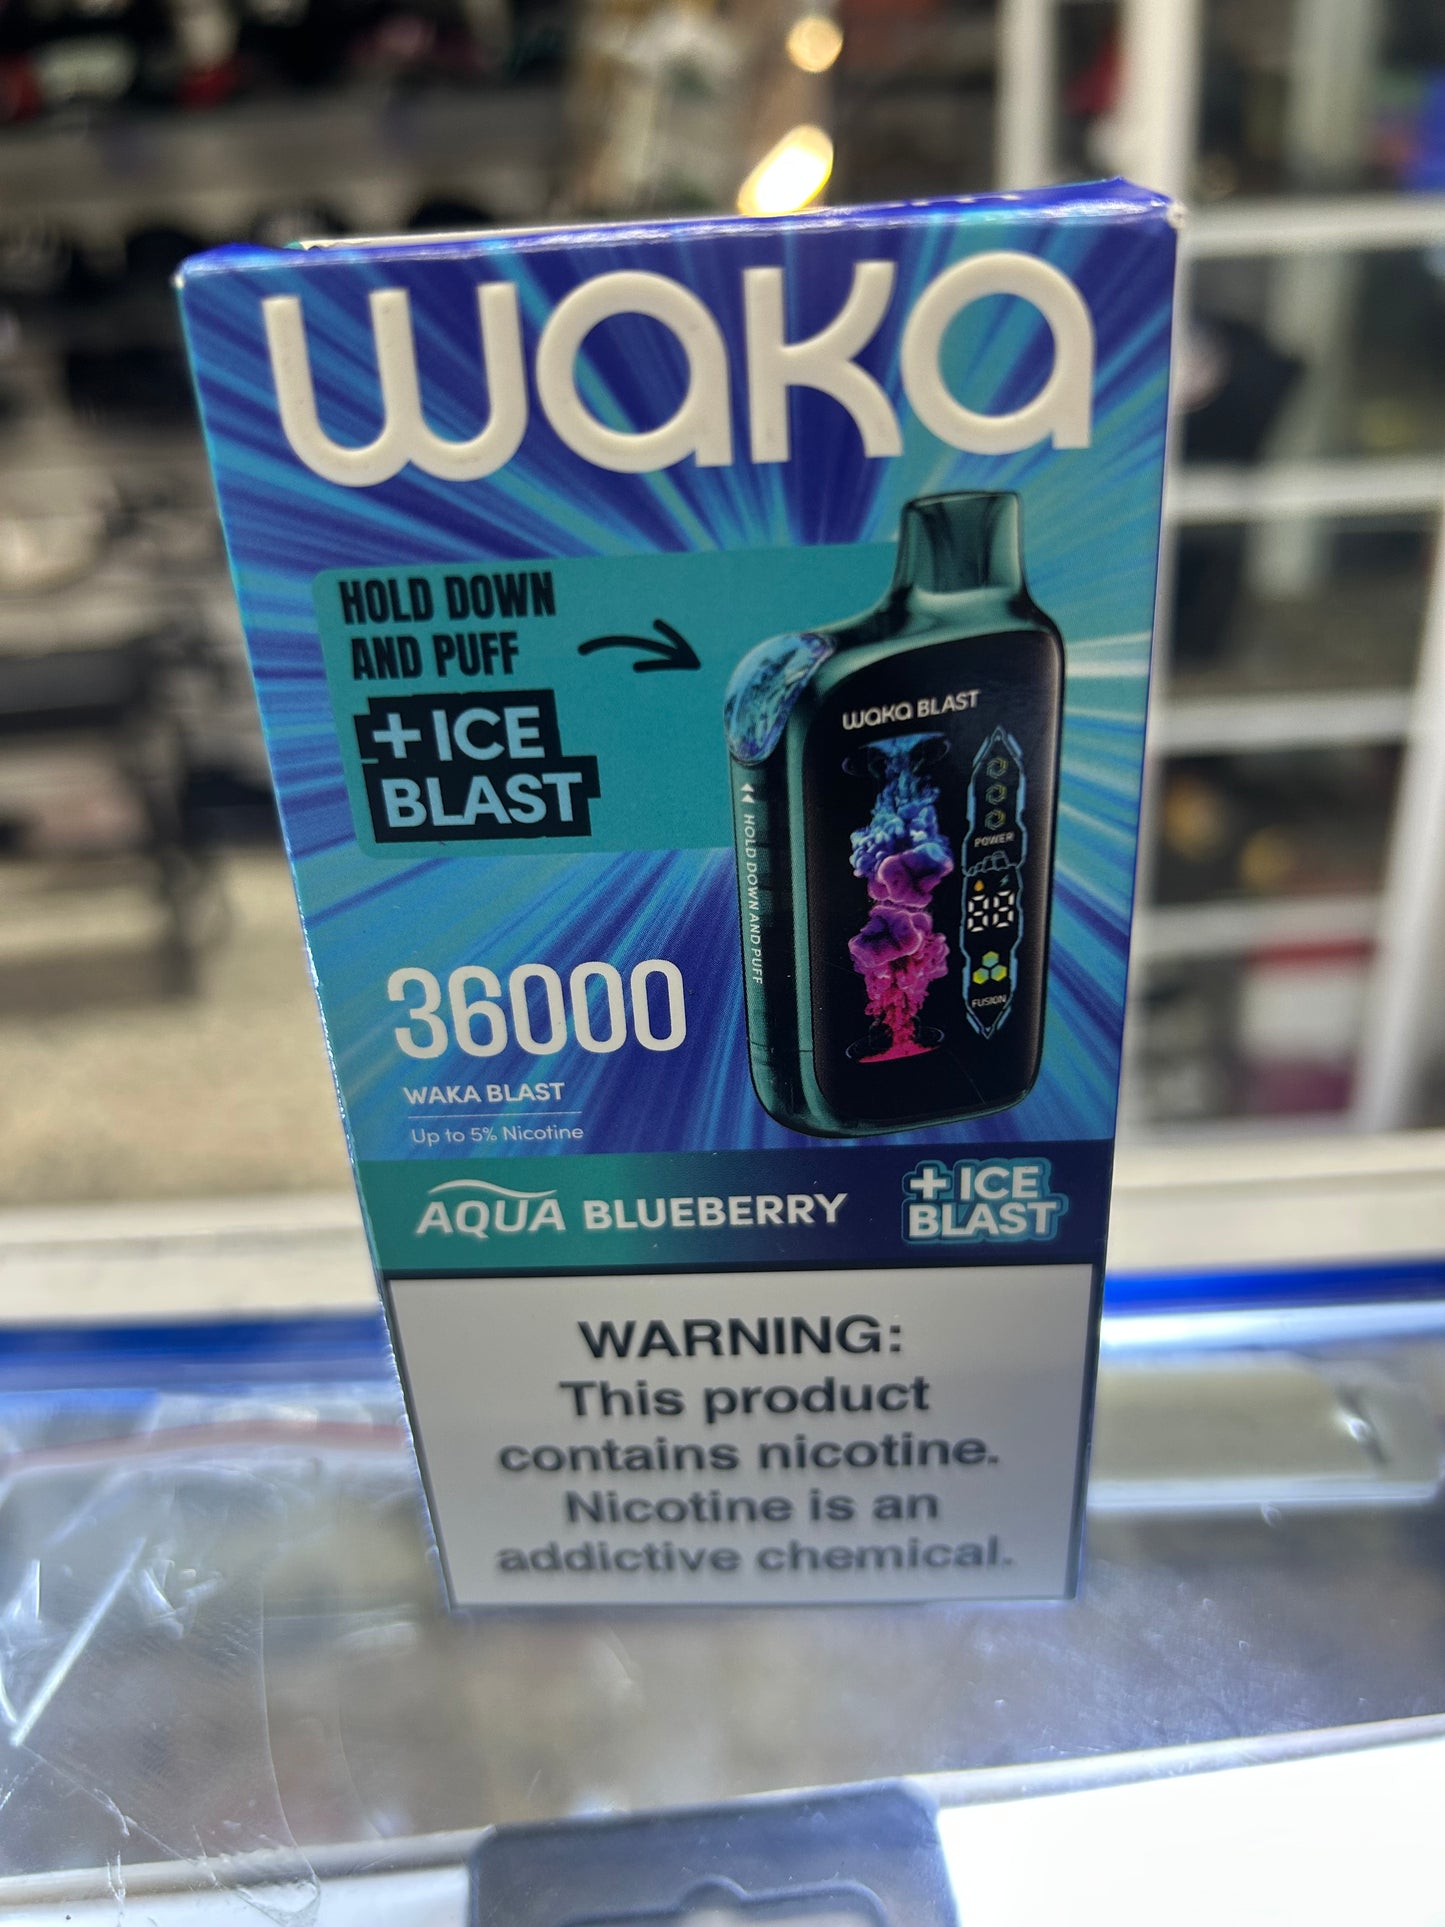 waka
HOLD DOWN
AND PUFF
+ICE
BLAST
waka BLAST
POWER
88
FUSION
HOLD DOWN AND PUFF
36000
WAKA BLAST
Up to 5% Nicotine
AQUA BLUEBERRY
+ICE
BLAST
WARNING:
This product
contains nicotine.
Nicotine is an
addictive chemical.